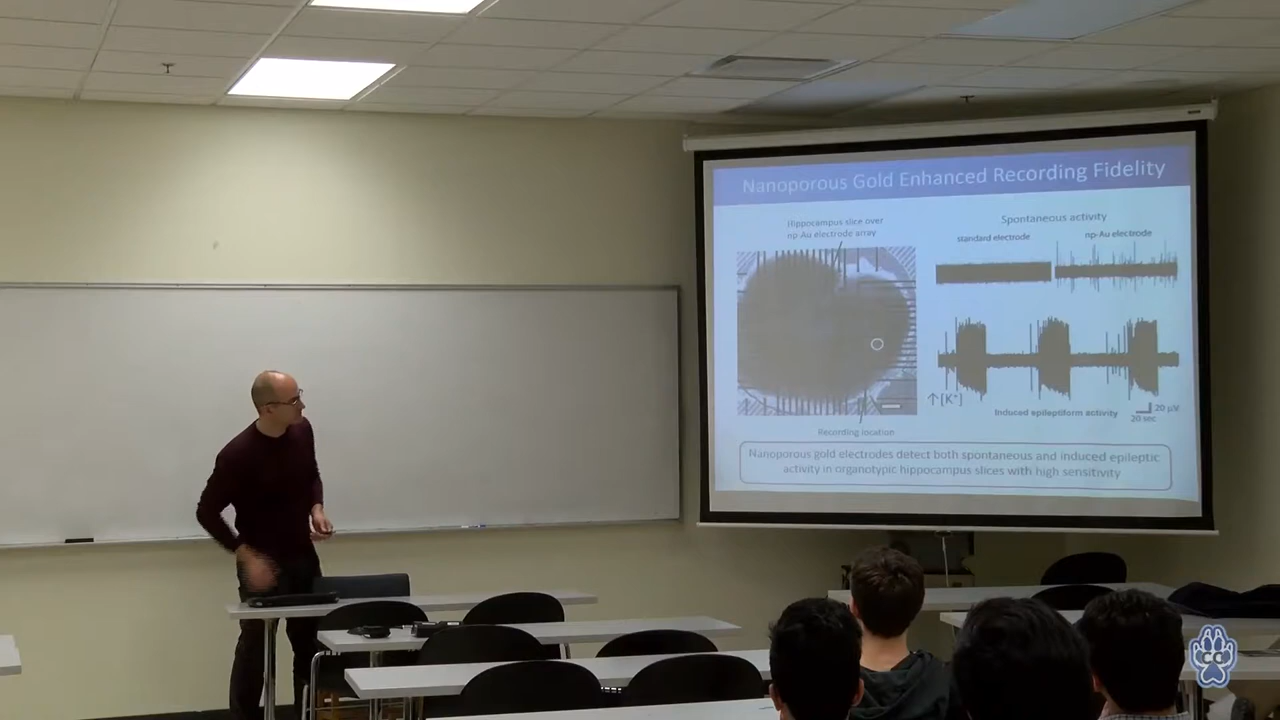 Nanoporous Gold Enhanced Recording Fidelity
Hippocampus slice over
np-Au electrode array
Spontaneous activity
standard electrode
np-Au electrode
↑[K⁺]
Induced epileptiform activity
20 μV
20 sec
Recording location
Nanoporous gold electrodes detect both spontaneous and induced epileptic
activity in organotypic hippocampus slices with high sensitivity
CC